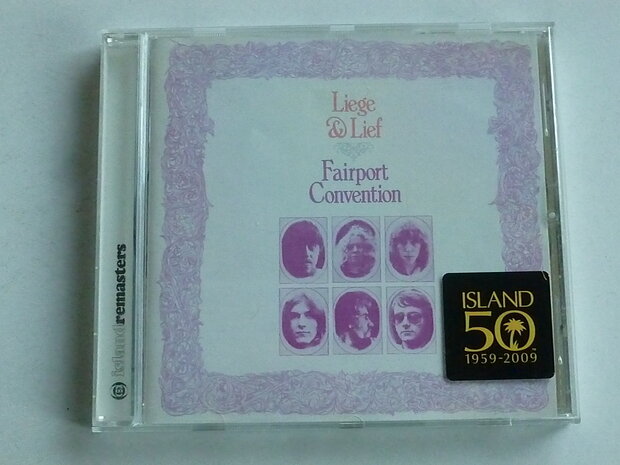 Liege
& Lief
Fairport
Convention
ISLAND
50
1959-2009
islandremasters